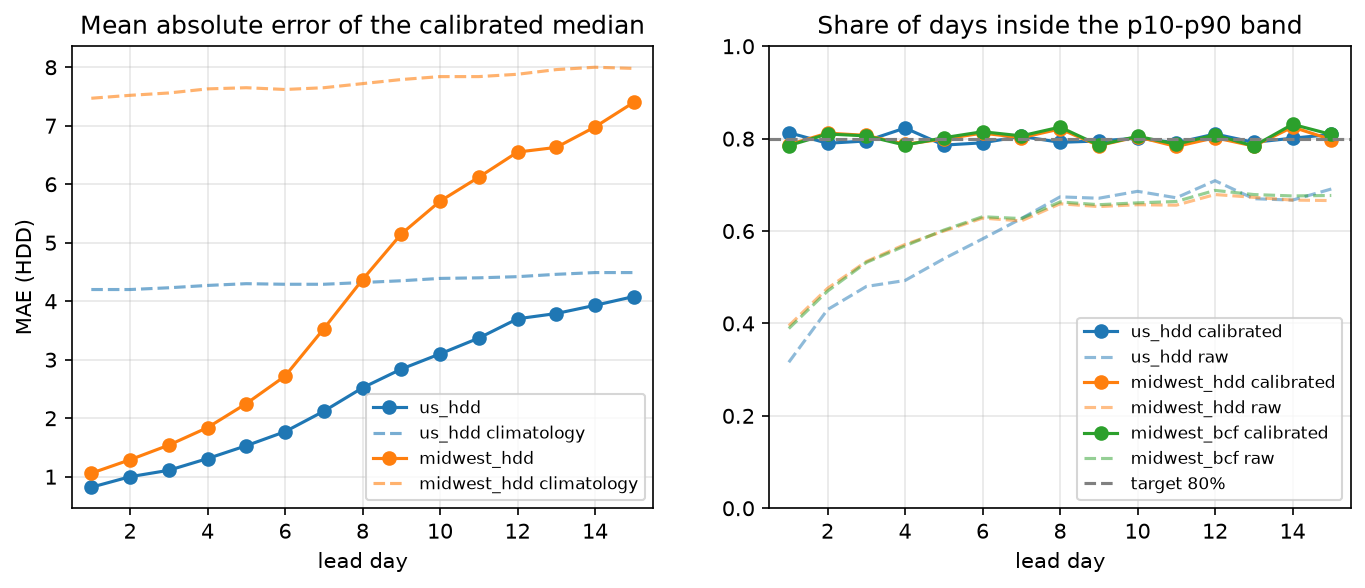 Mean absolute error of the calibrated median
MAE (HDD)
8
7
6
5
4
3
2
1
2 4 6 8 10 12 14
lead day
us_hdd
us_hdd climatology
midwest_hdd
midwest_hdd climatology
Share of days inside the p10-p90 band
1.0
0.8
0.6
0.4
0.2
0.0
2 4 6 8 10 12 14
lead day
us_hdd calibrated
us_hdd raw
midwest_hdd calibrated
midwest_hdd raw
midwest_bcf calibrated
midwest_bcf raw
target 80%